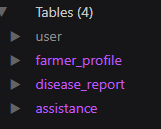 Tables (4)
user
farmer_profile
disease_report
assistance